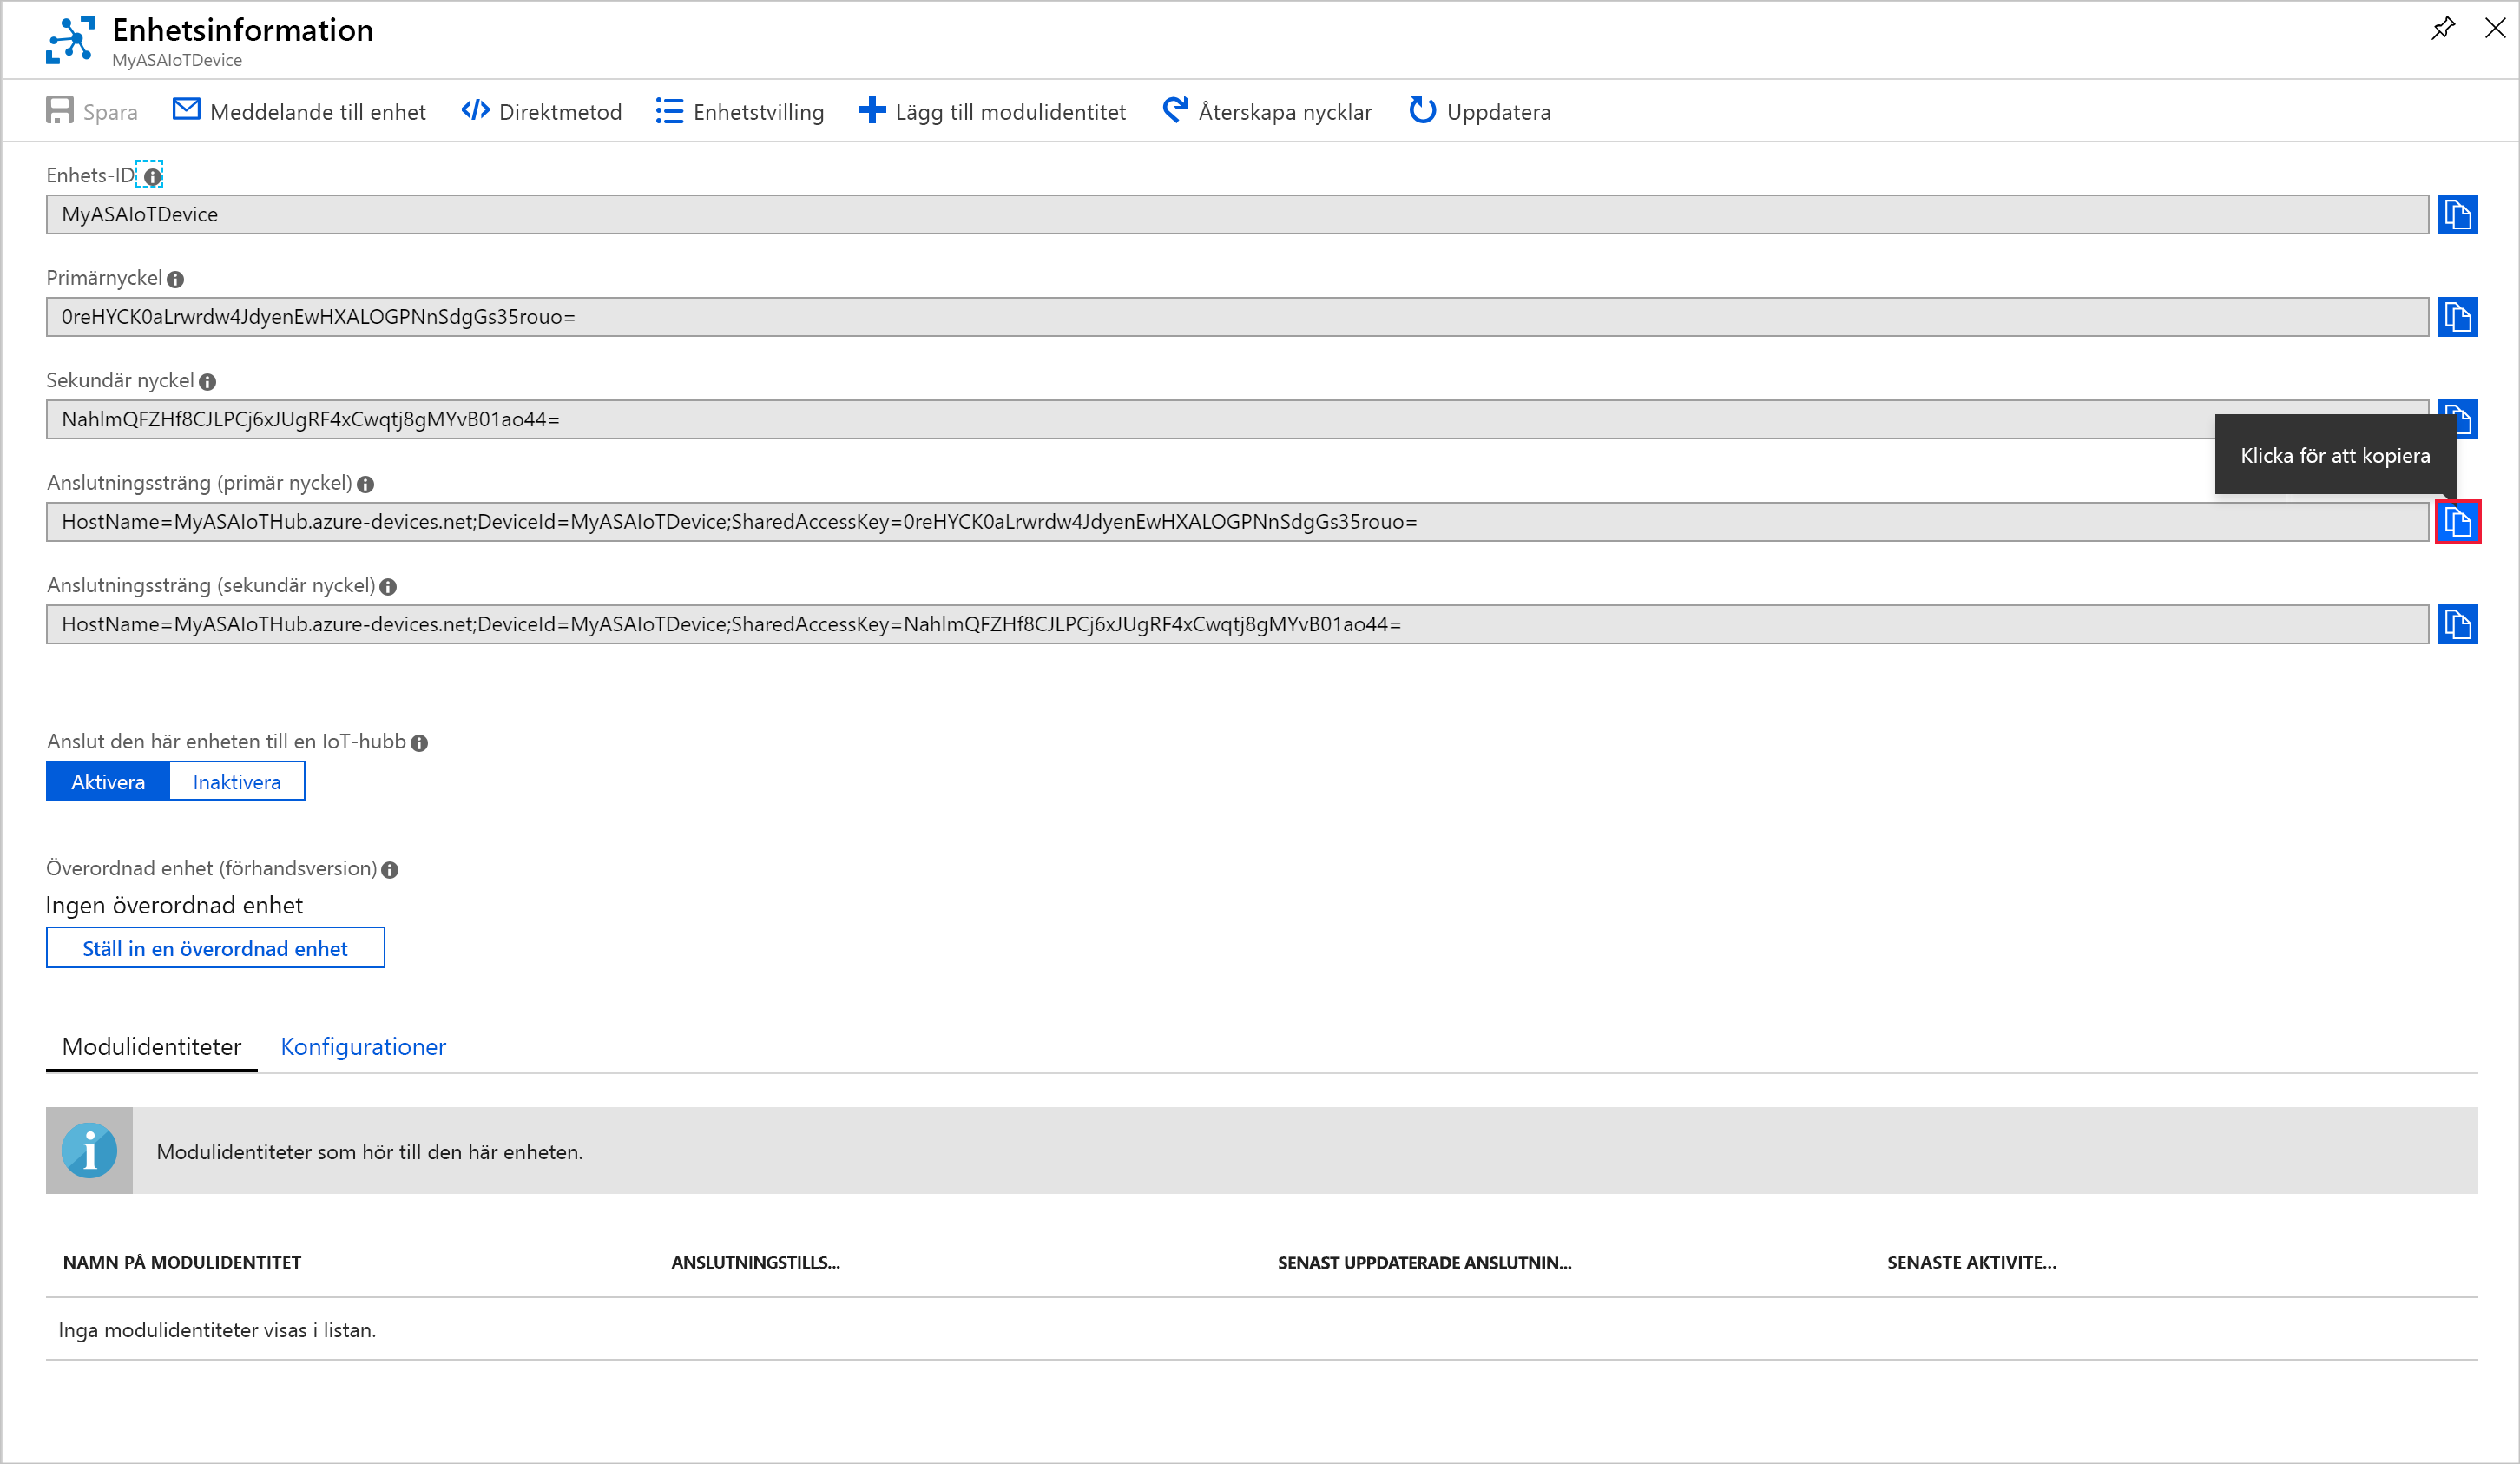 Enhetsinformation
MyASAIoTDevice
Spara Meddelande till enhet Direktmetod Enhetstvilling Lägg till modulidentitet Återskapa nycklar Uppdatera
Enhets-ID
MyASAIoTDevice
Primärnyckel
0reHYCK0aLrwrdw4JdyenEwHXALOGPNnSdgGs35rouo=
Sekundär nyckel
NahlmQFZHf8CJLPCj6xJUgRF4xCwqtj8gMYvB01ao44=
Klicka för att kopiera
Anslutningssträng (primär nyckel)
HostName=MyASAIoTHub.azure-devices.net;DeviceId=MyASAIoTDevice;SharedAccessKey=0reHYCK0aLrwrdw4JdyenEwHXALOGPNnSdgGs35rouo=
Anslutningssträng (sekundär nyckel)
HostName=MyASAIoTHub.azure-devices.net;DeviceId=MyASAIoTDevice;SharedAccessKey=NahlmQFZHf8CJLPCj6xJUgRF4xCwqtj8gMYvB01ao44=
Anslut den här enheten till en IoT-hubb
Aktivera Inaktivera
Överordnad enhet (förhandsversion)
Ingen överordnad enhet
Ställ in en överordnad enhet
Modulidentiteter Konfigurationer
Modulidentiteter som hör till den här enheten.
NAMN PÅ MODULIDENTITET ANSLUTNINGSTILLS... SENAST UPPDATERADE ANSLUTNIN... SENASTE AKTIVITE...
Inga modulidentiteter visas i listan.